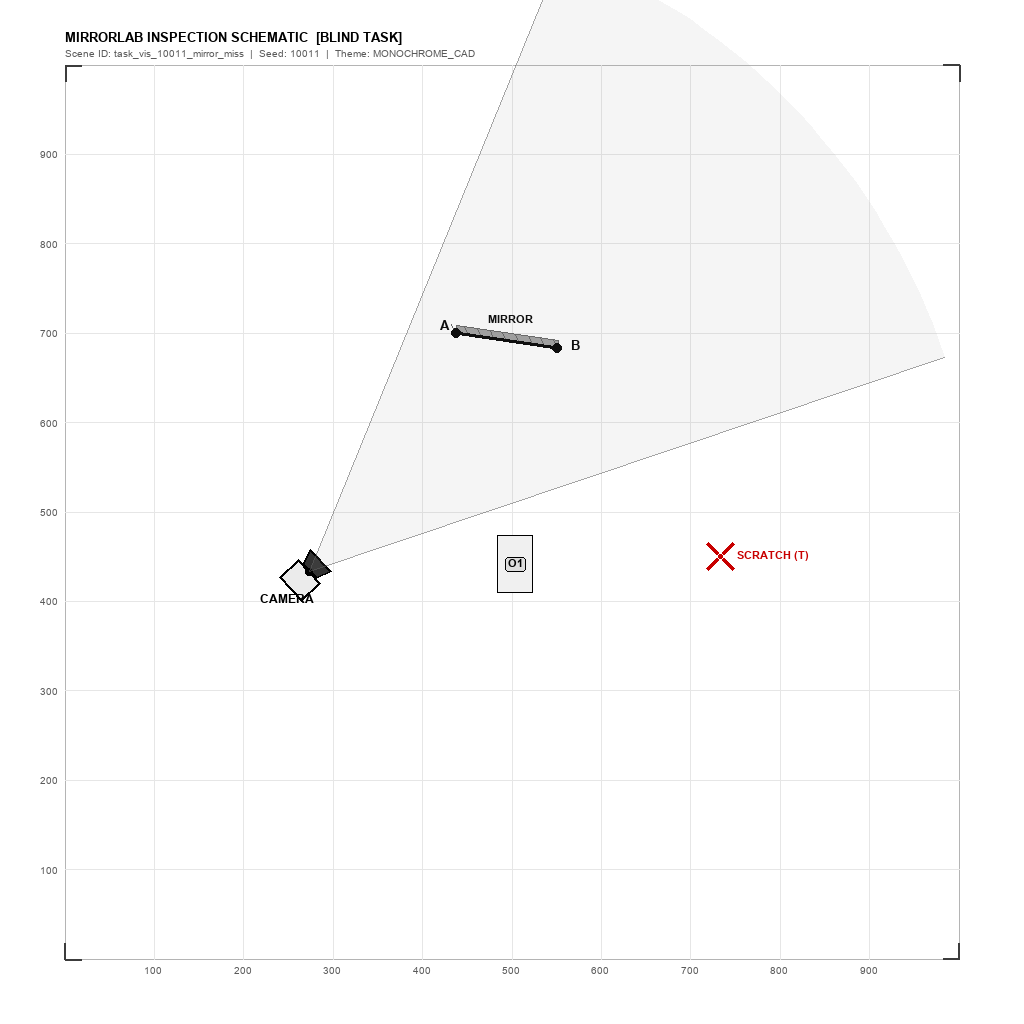 MIRRORLAB INSPECTION SCHEMATIC [BLIND TASK]
Scene ID: task_vis_10011_mirror_miss | Seed: 10011 | Theme: MONOCHROME_CAD
900
800
A
MIRROR
700
B
600
500
O1
SCRATCH (T)
CAMERA
400
300
200
100
100 200 300 400 500 600 700 800 900